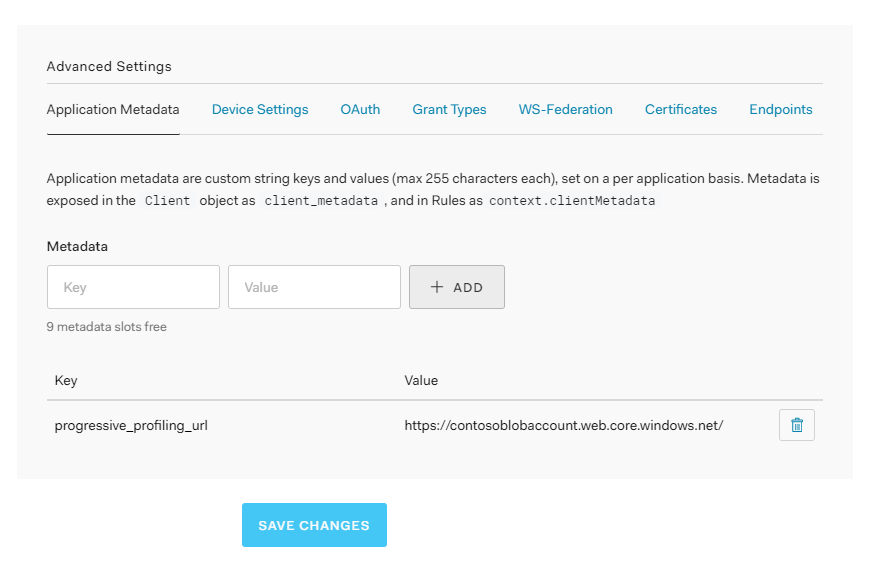 Advanced Settings
Application Metadata Device Settings OAuth Grant Types WS-Federation Certificates Endpoints
Application metadata are custom string keys and values (max 255 characters each), set on a per application basis. Metadata is
exposed in the Client object as client_metadata , and in Rules as context.clientMetadata
Metadata
Key Value + ADD
9 metadata slots free
Key Value
progressive_profiling_url https://contosoblobaccount.web.core.windows.net/
SAVE CHANGES